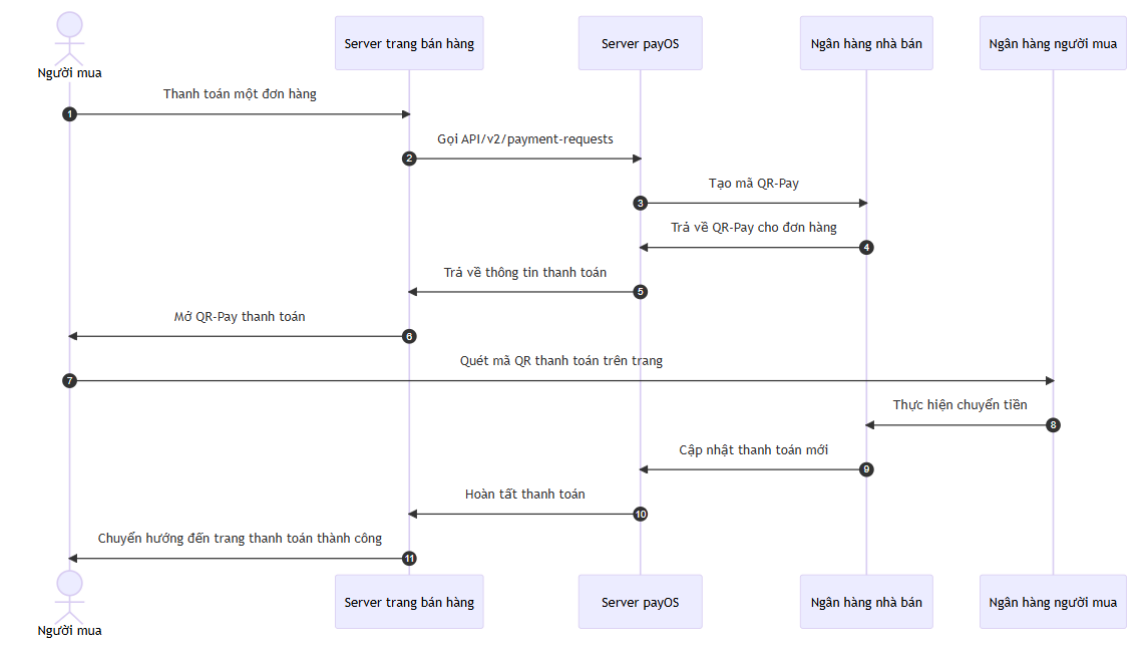 Server trang bán hàng
Server payOS
Ngân hàng nhà bán
Ngân hàng người mua
Người mua
Thanh toán một đơn hàng
1
Gọi API/v2/payment-requests
2
Tạo mã QR-Pay
3
Trả về QR-Pay cho đơn hàng
4
Trả về thông tin thanh toán
5
Mở QR-Pay thanh toán
6
Quét mã QR thanh toán trên trang
7
Thực hiện chuyển tiền
8
Cập nhật thanh toán mới
9
Hoàn tất thanh toán
10
Chuyển hướng đến trang thanh toán thành công
11
Server trang bán hàng
Server payOS
Ngân hàng nhà bán
Ngân hàng người mua
Người mua